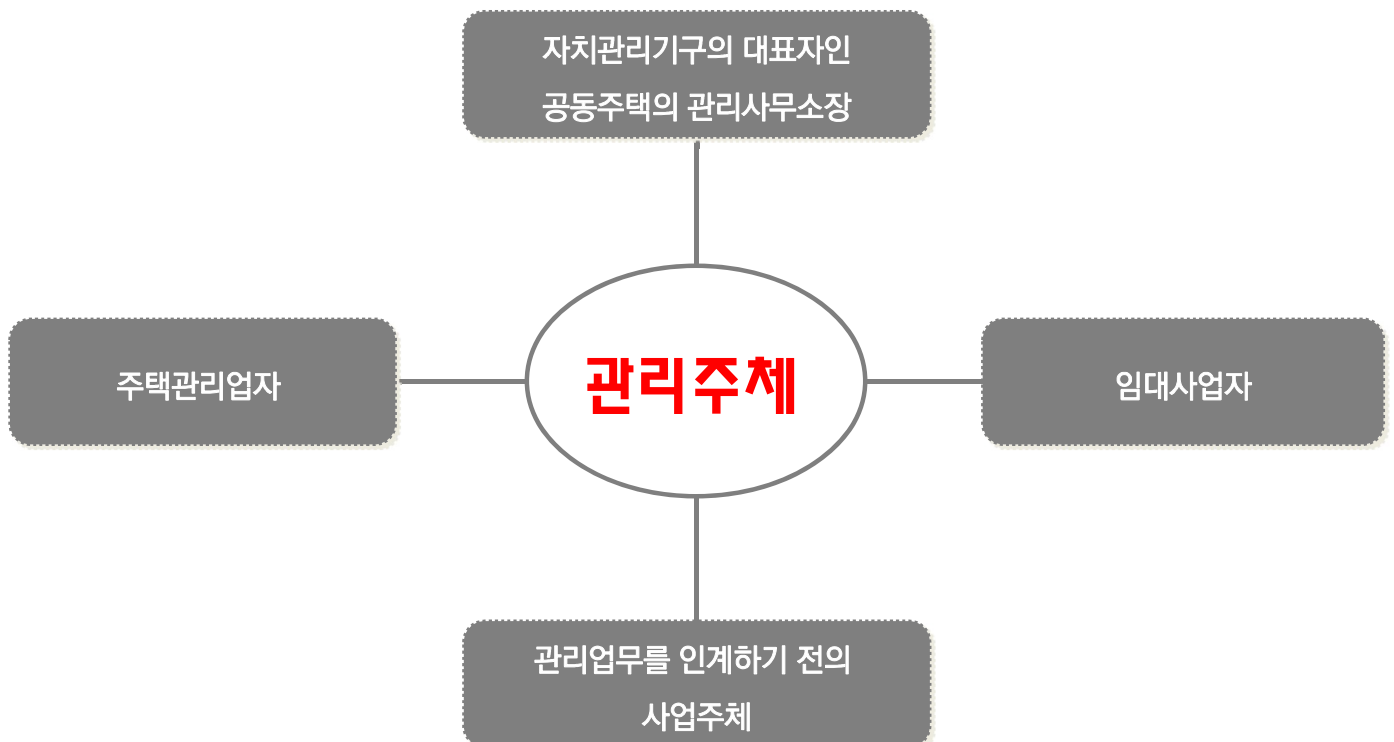 자치관리기구의 대표자인
공동주택의 관리사무소장
주택관리업자
관리주체
임대사업자
관리업무를 인계하기 전의
사업주체